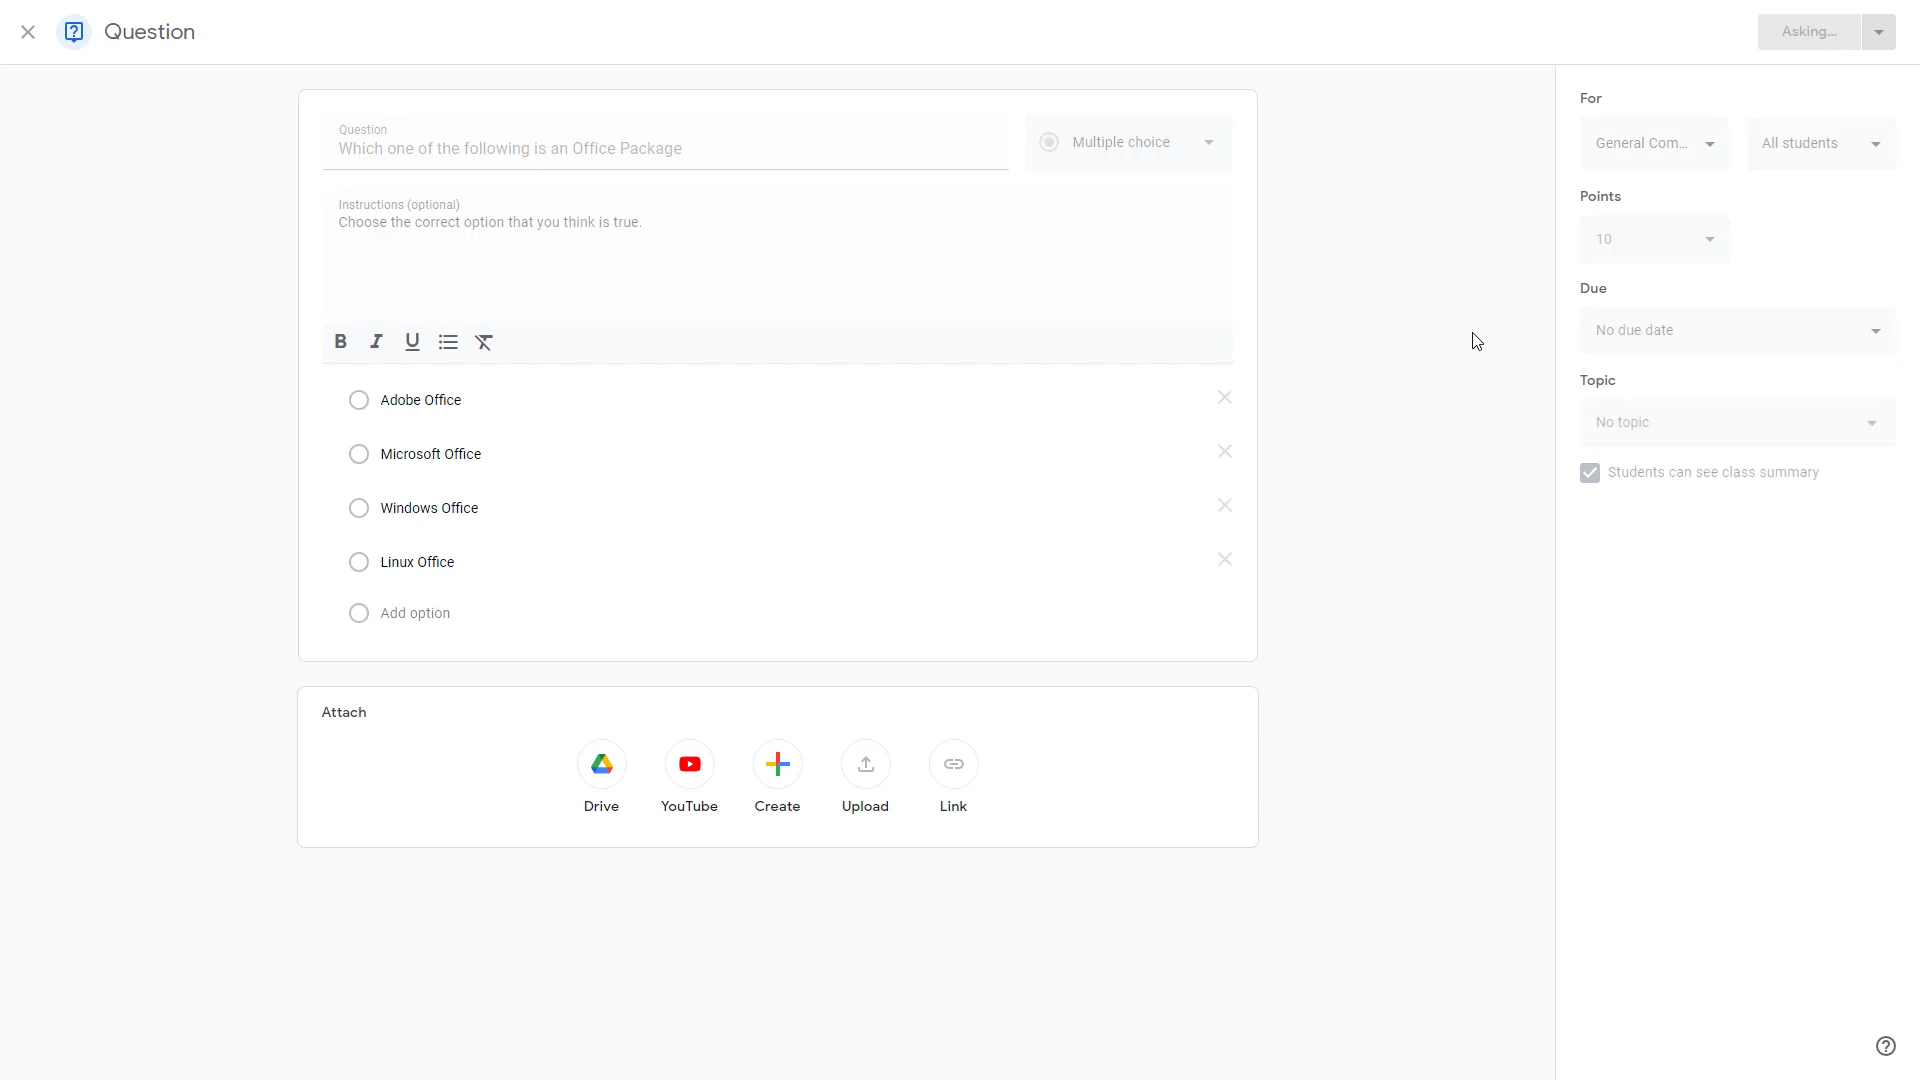 Question
Asking...
Question
Which one of the following is an Office Package
Multiple choice
Instructions (optional)
Choose the correct option that you think is true.
B I U
Adobe Office
Microsoft Office
Windows Office
Linux Office
Add option
Attach
Drive
YouTube
Create
Upload
Link
For
General Com...
All students
Points
10
Due
No due date
Topic
No topic
Students can see class summary